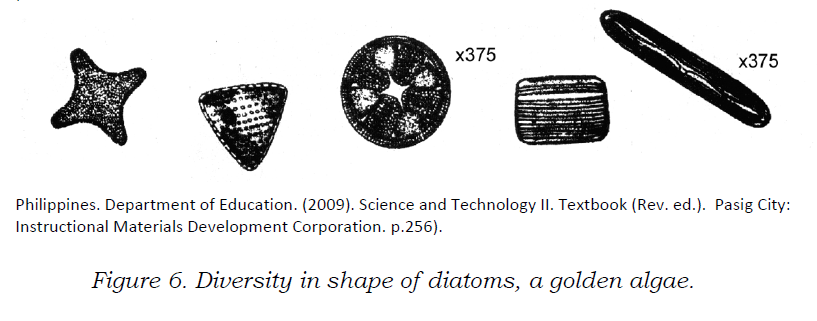 x375
x375
Philippines. Department of Education. (2009). Science and Technology II. Textbook (Rev. ed.). Pasig City:
Instructional Materials Development Corporation. p.256).
Figure 6. Diversity in shape of diatoms, a golden algae.